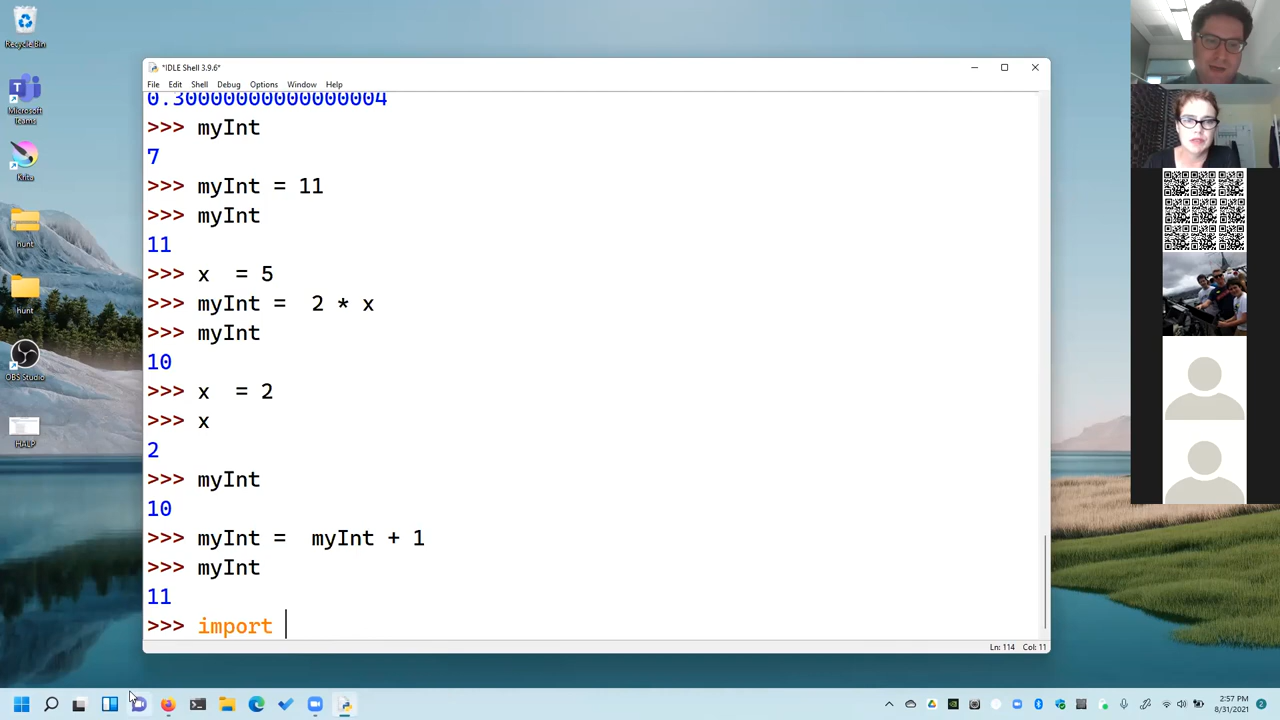 Recycle Bin
Microsoft
Teams
Krita
hunt
hunt
OBS Studio
HALP
*IDLE Shell 3.9.6*
File Edit Shell Debug Options Window Help
0.30000000000000004
>>> myInt
7
>>> myInt = 11
>>> myInt
11
>>> x  = 5
>>> myInt =  2 * x
>>> myInt
10
>>> x  = 2
>>> x
2
>>> myInt
10
>>> myInt =  myInt + 1
>>> myInt
11
>>> import
Ln: 114 Col: 11
2:57 PM
8/31/2021
2